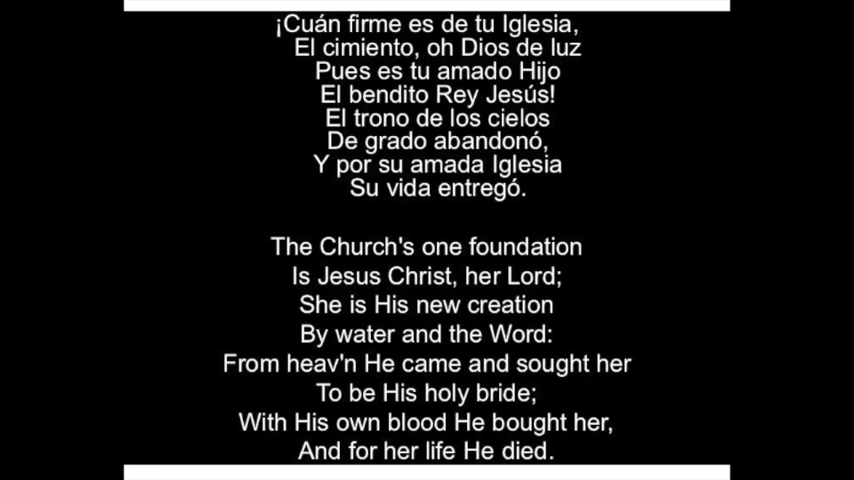 ¡Cuán firme es de tu Iglesia,
El cimiento, oh Dios de luz
Pues es tu amado Hijo
El bendito Rey Jesús!
El trono de los cielos
De grado abandonó,
Y por su amada Iglesia
Su vida entregó.
The Church's one foundation
Is Jesus Christ, her Lord;
She is His new creation
By water and the Word:
From heav'n He came and sought her
To be His holy bride;
With His own blood He bought her,
And for her life He died.